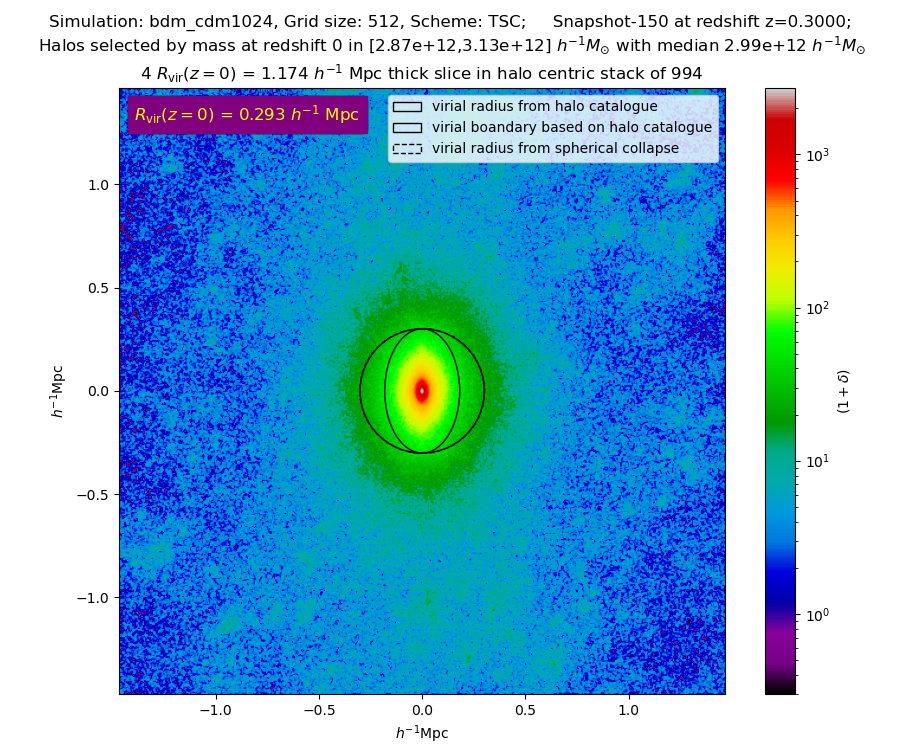 Simulation: bdm_cdm1024, Grid size: 512, Scheme: TSC; Snapshot-150 at redshift z=0.3000;
Halos selected by mass at redshift 0 in [2.87e+12,3.13e+12] h⁻¹M⊙ with median 2.99e+12 h⁻¹M⊙
4 Rvir(z = 0) = 1.174 h⁻¹ Mpc thick slice in halo centric stack of 994
Rvir(z = 0) = 0.293 h⁻¹ Mpc
virial radius from halo catalogue
virial boundary based on halo catalogue
virial radius from spherical collapse
1.0
0.5
0.0
−0.5
−1.0
h⁻¹Mpc
−1.0
−0.5
0.0
0.5
1.0
h⁻¹Mpc
10³
10²
10¹
10⁰
(1 + δ)